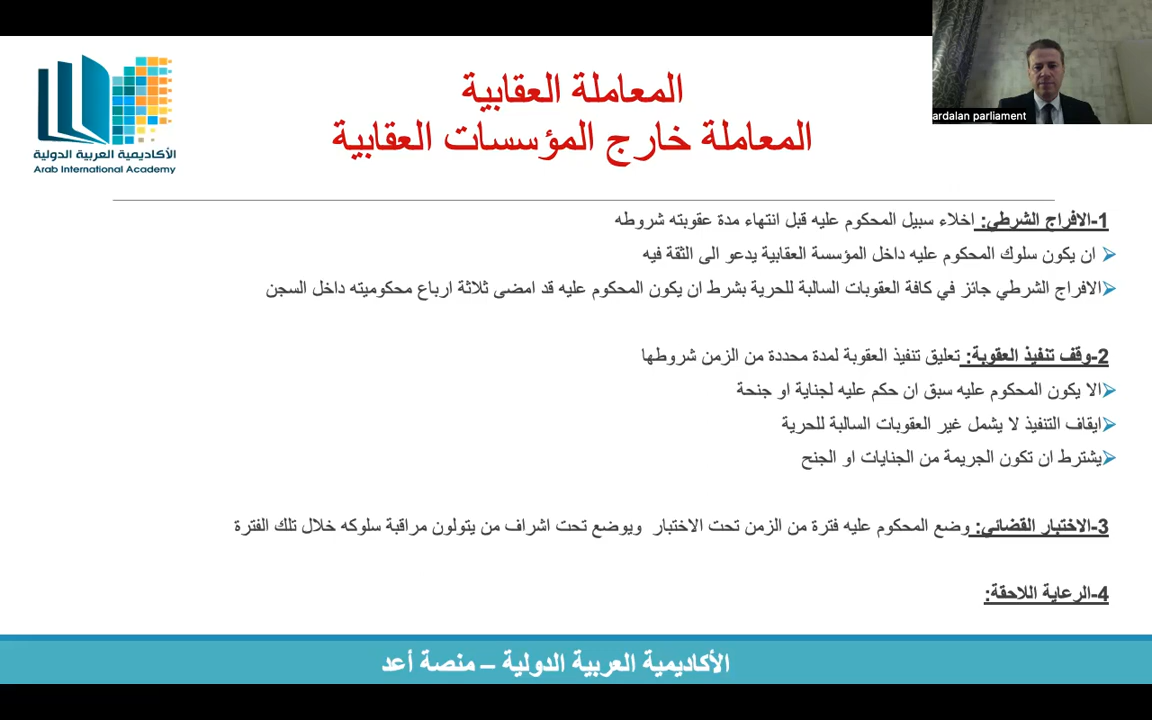 المعاملة العقابية
المعاملة خارج المؤسسات العقابية
الأكاديمية العربية الدولية
Arab International Academy
ardalan parliament
1-الافراج الشرطي: اخلاء سبيل المحكوم عليه قبل انتهاء مدة عقوبته شروطه
ان يكون سلوك المحكوم عليه داخل المؤسسة العقابية يدعو الى الثقة فيه
الافراج الشرطي جائز في كافة العقوبات السالبة للحرية بشرط ان يكون المحكوم عليه قد امضى ثلاثة ارباع محكوميته داخل السجن
2-وقف تنفيذ العقوبة: تعليق تنفيذ العقوبة لمدة محددة من الزمن شروطها
الا يكون المحكوم عليه سبق ان حكم عليه لجناية او جنحة
ايقاف التنفيذ لا يشمل غير العقوبات السالبة للحرية
يشترط ان تكون الجريمة من الجنايات او الجنح
3-الاختبار القضائي: وضع المحكوم عليه فترة من الزمن تحت الاختبار ويوضع تحت اشراف من يتولون مراقبة سلوكه خلال تلك الفترة
4-الرعاية اللاحقة:
الأكاديمية العربية الدولية – منصة أعد